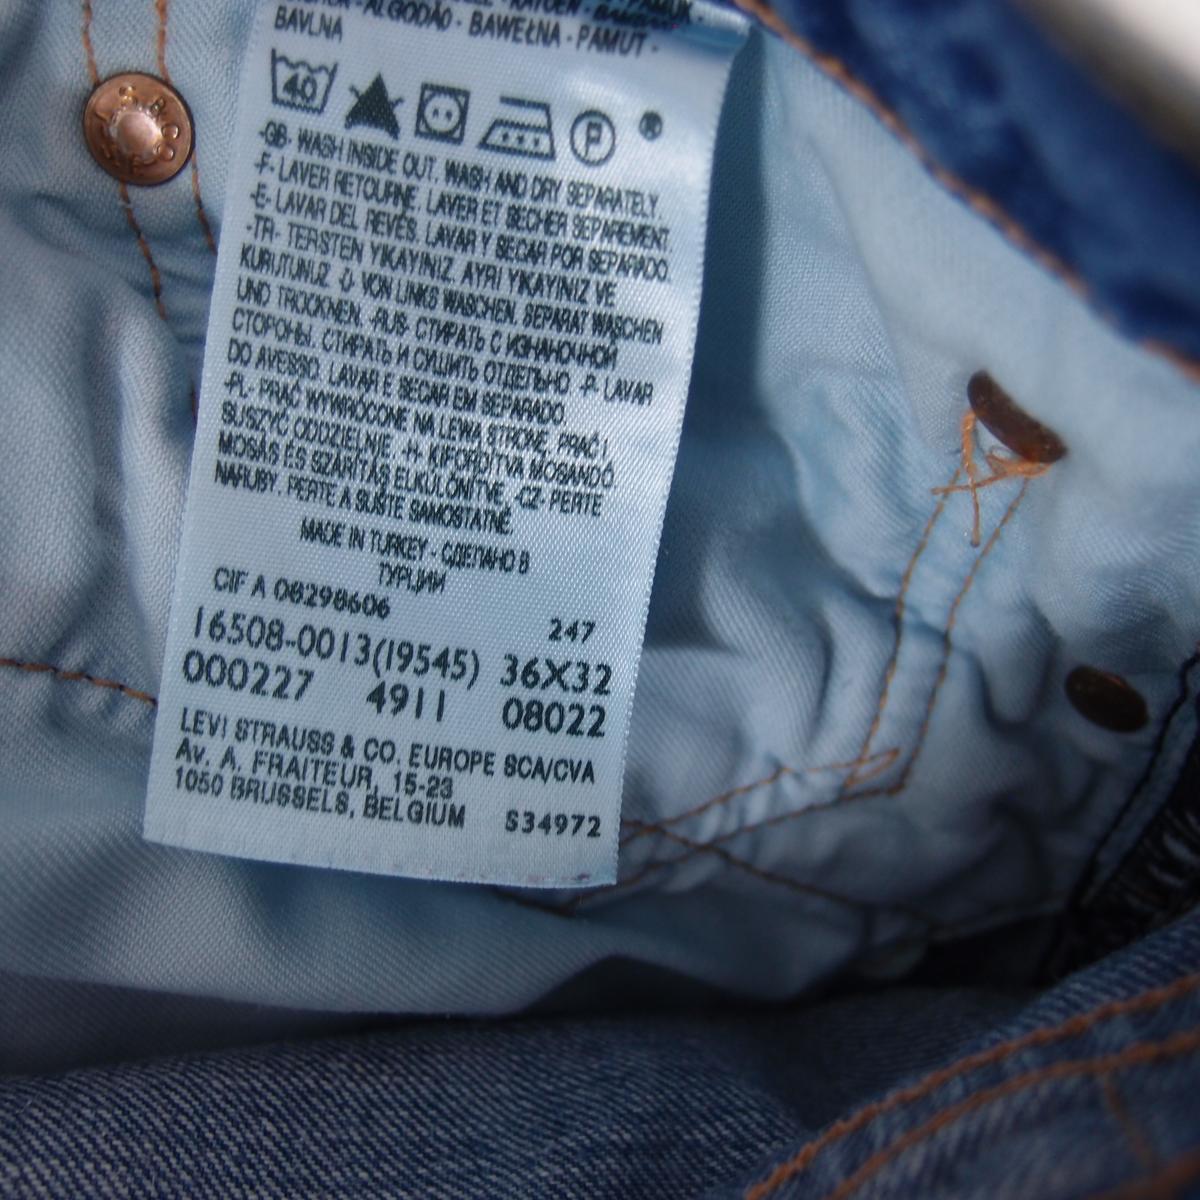 - ALGODÃO - BAWEŁNA - PAMUT -
BAVLNA
40 P ®
-GB- WASH INSIDE OUT. WASH AND DRY SEPARATELY.
-F- LAVER RETOURNE. LAVER ET SECHER SEPAREMENT.
-E- LAVAR DEL REVÉS. LAVAR Y SECAR POR SEPARADO.
-TR- TERSTEN YIKAYINIZ. AYRI YIKAYINIZ VE
KURUTUNUZ. -D- VON LINKS WASCHEN. SEPARAT WASCHEN
UND TROCKNEN. -RUS- СТИРАТЬ С ИЗНАНОЧНОЙ
СТОРОНЫ. СТИРАТЬ И СУШИТЬ ОТДЕЛЬНО -P- LAVAR
DO AVESSO. LAVAR E SECAR EM SEPARADO.
-PL- PRAĆ WYWRÓCONE NA LEWĄ STRONĘ. PRAĆ I
SUSZYĆ ODDZIELNIE. -H- KIFORDÍTVA MOSANDÓ.
MOSÁS ÉS SZÁRÍTÁS ELKÜLÖNÍTVE. -CZ- PERTE
NARUBY. PERTE A SUŠTE SAMOSTATNĚ.
MADE IN TURKEY - СДЕЛАНО В
ТУРЦИИ
CIF A 08298606
247
16508-0013(19545) 36X32
000227 4911 08022
LEVI STRAUSS & CO. EUROPE SCA/CVA
Av. A. FRAITEUR, 15-23
1050 BRUSSELS, BELGIUM S34972